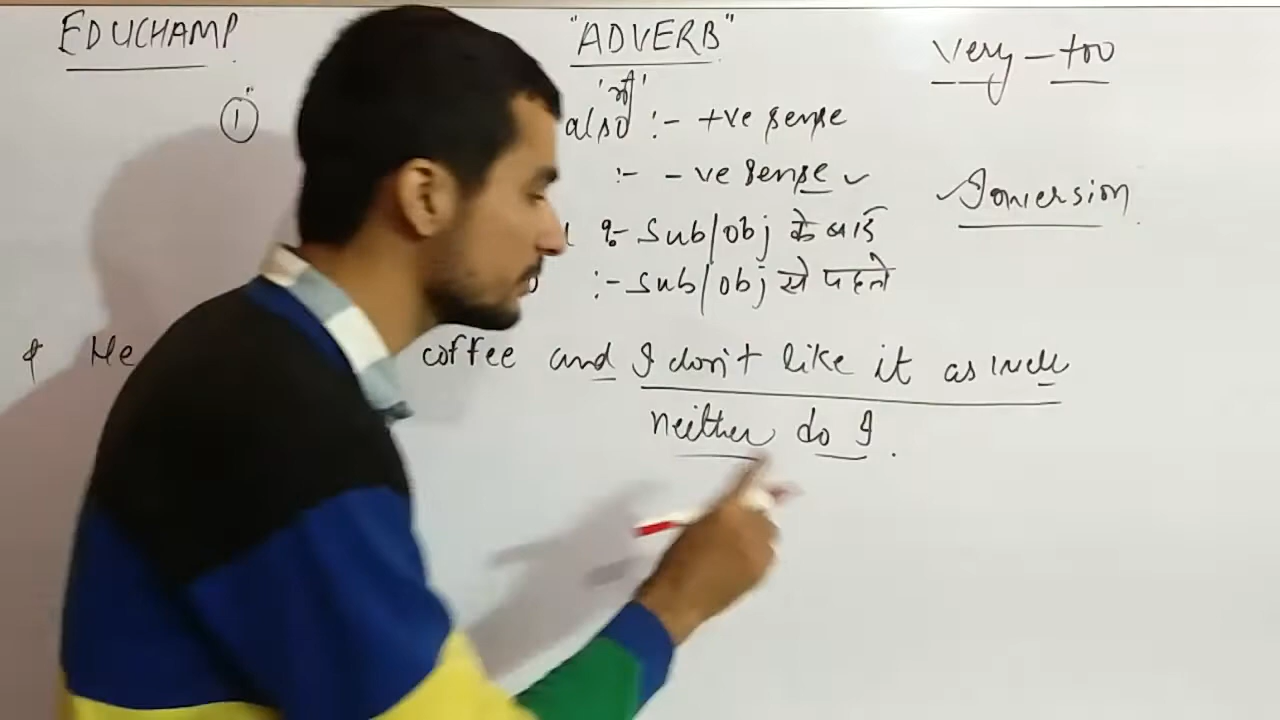 EDUCHAMP
"ADVERB"
very – too
'भी'
① also :- +ve sense
:- -ve sense ✓
Inversion
:- Sub/obj के बाद
:- Sub/obj से पहले
He coffee and I don't like it as well
neither do I.